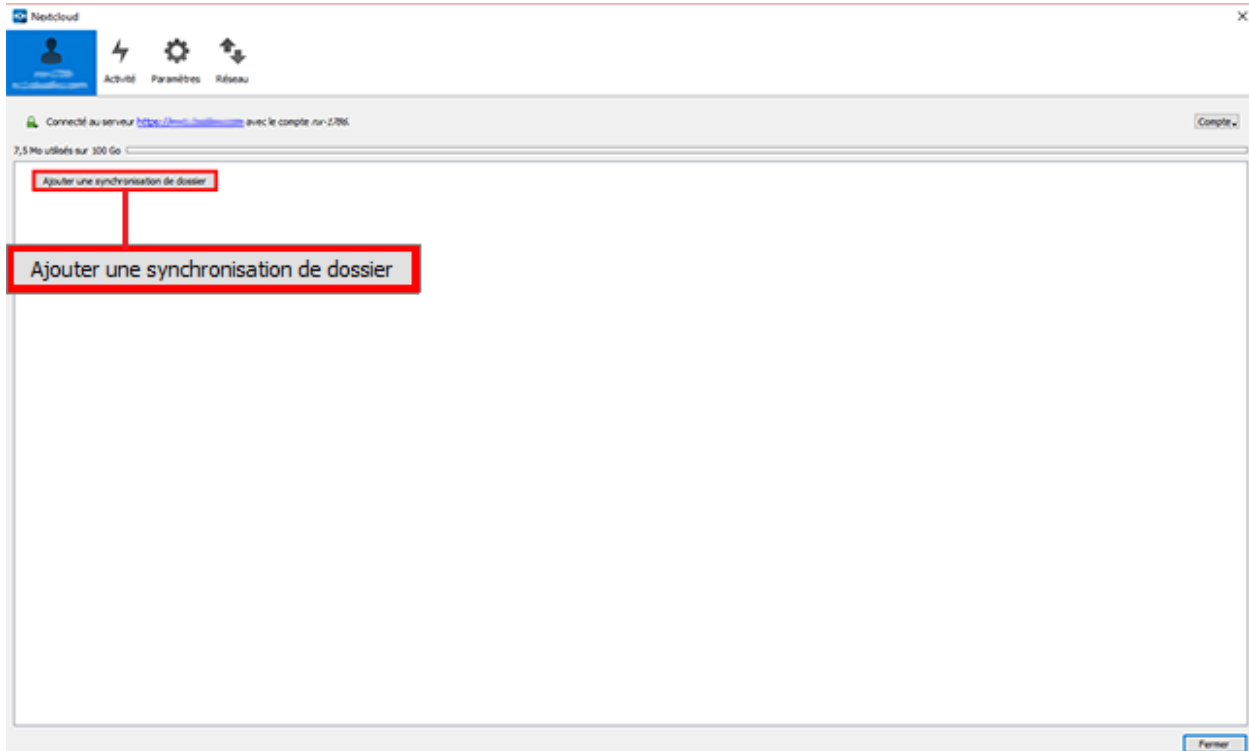 Nextcloud
Activité Paramètres Réseau
Connecté au serveur https:// avec le compte
Compte
7,5 Mo utilisés sur 100 Go
Ajouter une synchronisation de dossier
Ajouter une synchronisation de dossier
Fermer